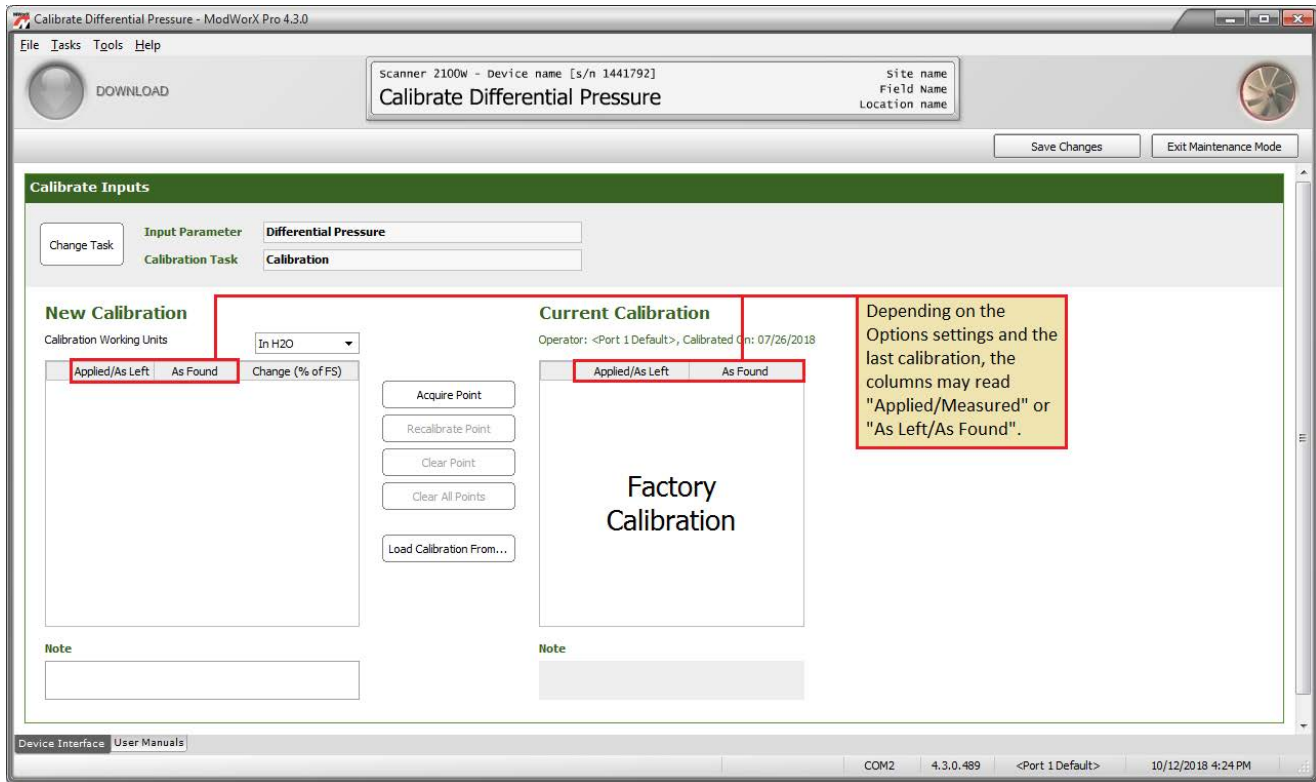 Calibrate Differential Pressure - ModWorX Pro 4.3.0
File Tasks Tools Help
DOWNLOAD
Scanner 2100W - Device name [s/n 1441792]
Calibrate Differential Pressure
Site name
Field Name
Location name
Save Changes
Exit Maintenance Mode
Calibrate Inputs
Change Task
Input Parameter
Differential Pressure
Calibration Task
Calibration
New Calibration
Calibration Working Units
In H2O
Applied/As Left As Found Change (% of FS)
Acquire Point
Recalibrate Point
Clear Point
Clear All Points
Load Calibration From...
Note
Current Calibration
Operator: <Port 1 Default>, Calibrated On: 07/26/2018
Applied/As Left As Found
Factory
Calibration
Note
Depending on the
Options settings and the
last calibration, the
columns may read
"Applied/Measured" or
"As Left/As Found".
Device Interface User Manuals
COM2 4.3.0.489 <Port 1 Default> 10/12/2018 4:24 PM